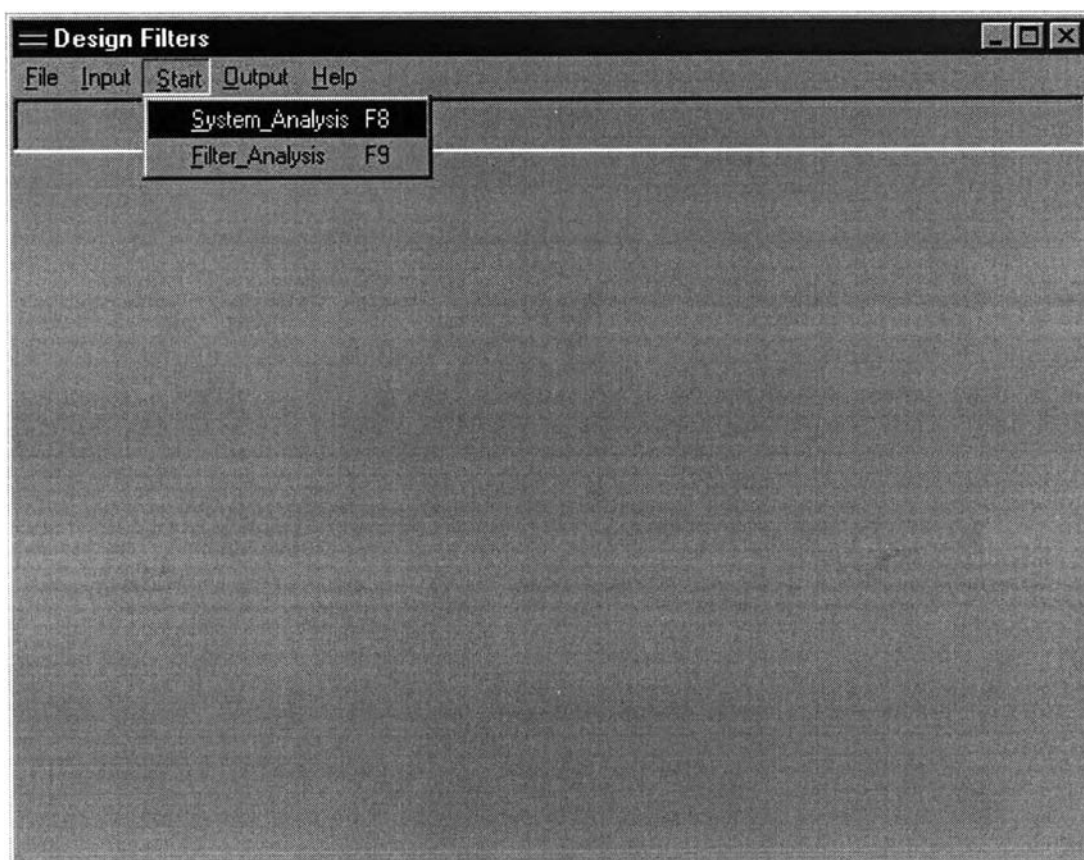 Design Filters
File Input Start Output Help
System_Analysis F8
Filter_Analysis F9